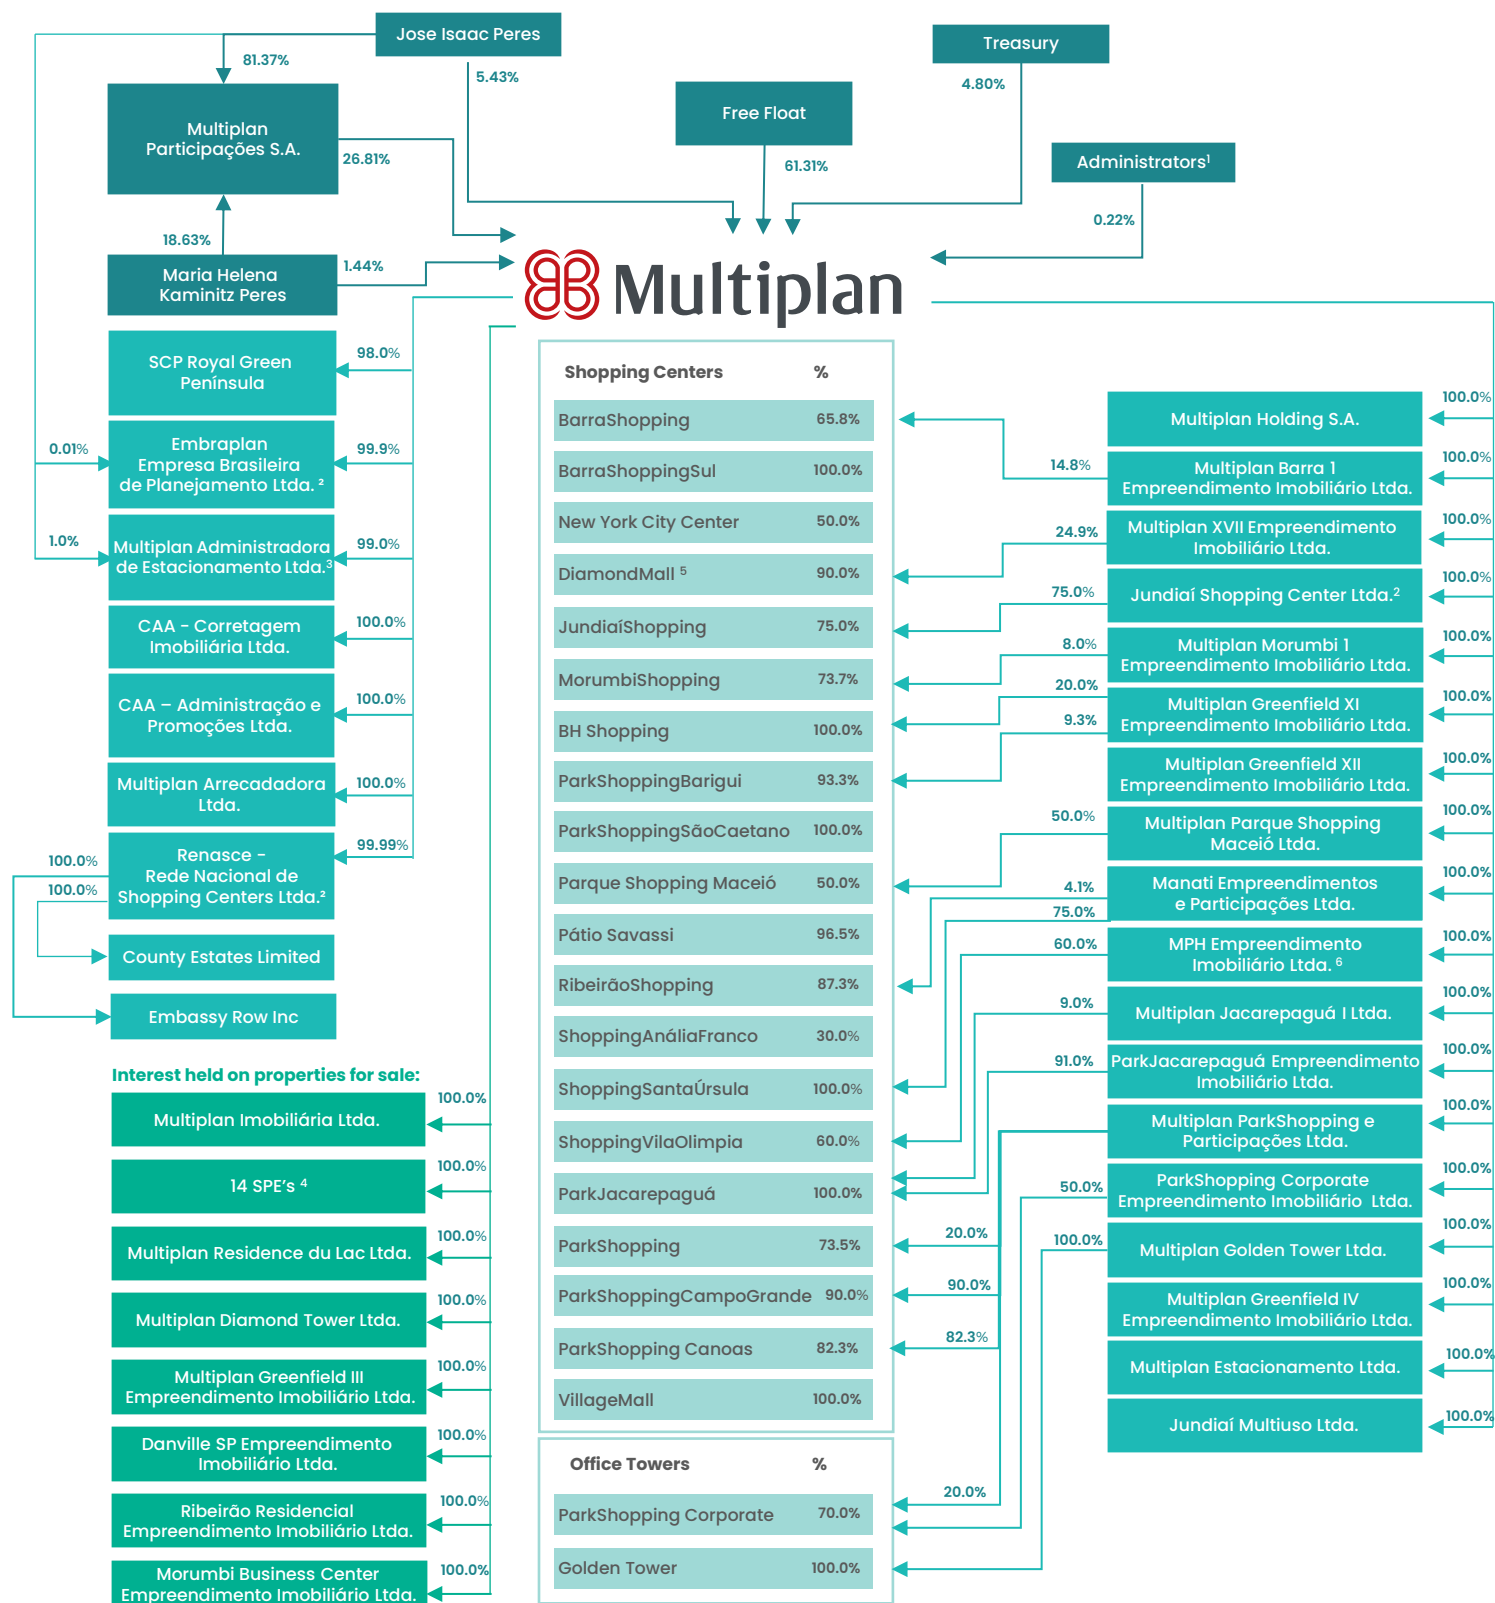 Jose Isaac Peres
81.37%
5.43%
Treasury
4.80%
Free Float
61.31%
Multiplan
Participações S.A.
26.81%
Administrators¹
0.22%
18.63%
Maria Helena
Kaminitz Peres
1.44%
Multiplan
SCP Royal Green
Península
98.0%
0.01%
Embraplan
Empresa Brasileira
de Planejamento Ltda. ²
99.9%
1.0%
Multiplan Administradora
de Estacionamento Ltda.³
99.0%
CAA - Corretagem
Imobiliária Ltda.
100.0%
CAA – Administração e
Promoções Ltda.
100.0%
Multiplan Arrecadadora
Ltda.
100.0%
Renasce -
Rede Nacional de
Shopping Centers Ltda.²
99.99%
100.0%
100.0%
County Estates Limited
Embassy Row Inc
Interest held on properties for sale:
Multiplan Imobiliária Ltda.
100.0%
14 SPE's ⁴
100.0%
Multiplan Residence du Lac Ltda.
100.0%
Multiplan Diamond Tower Ltda.
100.0%
Multiplan Greenfield III
Empreendimento Imobiliário Ltda.
100.0%
Danville SP Empreendimento
Imobiliário Ltda.
100.0%
Ribeirão Residencial
Empreendimento Imobiliário Ltda.
100.0%
Morumbi Business Center
Empreendimento Imobiliário Ltda.
100.0%
Shopping Centers %
BarraShopping 65.8%
BarraShoppingSul 100.0%
New York City Center 50.0%
DiamondMall ⁵ 90.0%
JundiaíShopping 75.0%
MorumbiShopping 73.7%
BH Shopping 100.0%
ParkShoppingBarigui 93.3%
ParkShoppingSãoCaetano 100.0%
Parque Shopping Maceió 50.0%
Pátio Savassi 96.5%
RibeirãoShopping 87.3%
ShoppingAnáliaFranco 30.0%
ShoppingSantaÚrsula 100.0%
ShoppingVilaOlimpia 60.0%
ParkJacarepaguá 100.0%
ParkShopping 73.5%
ParkShoppingCampoGrande 90.0%
ParkShopping Canoas 82.3%
VillageMall 100.0%
Office Towers %
ParkShopping Corporate 70.0%
Golden Tower 100.0%
Multiplan Holding S.A.
100.0%
14.8%
Multiplan Barra 1
Empreendimento Imobiliário Ltda.
100.0%
24.9%
Multiplan XVII Empreendimento
Imobiliário Ltda.
100.0%
75.0%
Jundiaí Shopping Center Ltda.²
100.0%
8.0%
Multiplan Morumbi 1
Empreendimento Imobiliário Ltda.
100.0%
20.0%
9.3%
Multiplan Greenfield XI
Empreendimento Imobiliário Ltda.
100.0%
Multiplan Greenfield XII
Empreendimento Imobiliário Ltda.
100.0%
50.0%
Multiplan Parque Shopping
Maceió Ltda.
100.0%
4.1%
75.0%
Manati Empreendimentos
e Participações Ltda.
100.0%
60.0%
MPH Empreendimento
Imobiliário Ltda. ⁶
100.0%
9.0%
Multiplan Jacarepaguá I Ltda.
100.0%
91.0%
ParkJacarepaguá Empreendimento
Imobiliário Ltda.
100.0%
Multiplan ParkShopping e
Participações Ltda.
100.0%
20.0%
90.0%
82.3%
20.0%
50.0%
ParkShopping Corporate
Empreendimento Imobiliário Ltda.
100.0%
100.0%
Multiplan Golden Tower Ltda.
100.0%
Multiplan Greenfield IV
Empreendimento Imobiliário Ltda.
100.0%
Multiplan Estacionamento Ltda.
100.0%
Jundiaí Multiuso Ltda.
100.0%